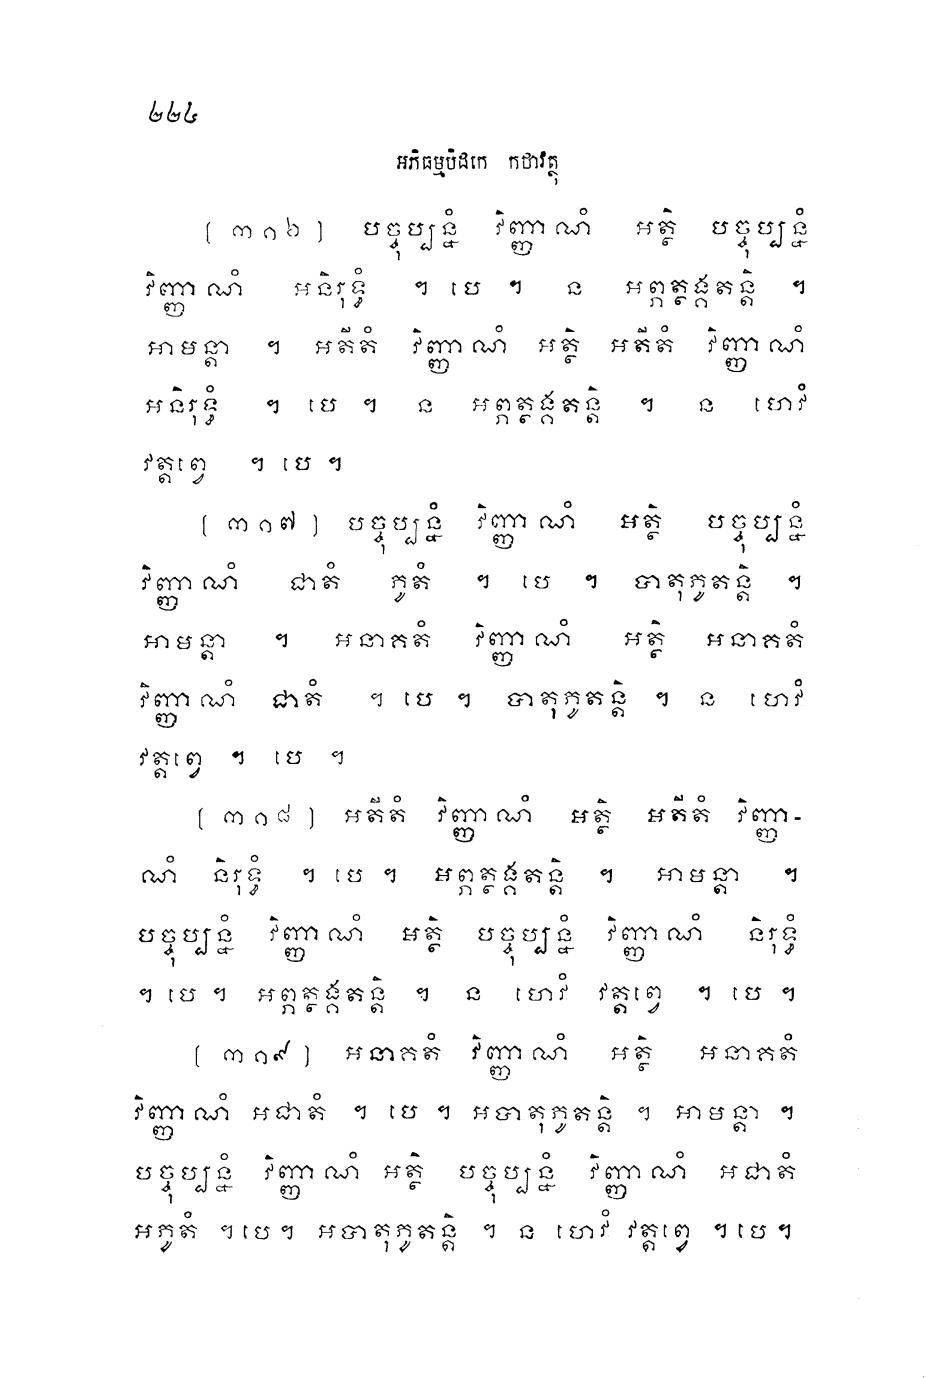 ២២៤
អភិធម្មបិដកេ កថាវត្ថុ
[ ៣១៦ ] បច្ចុប្បន្នំ វិញ្ញាណំ អត្ថិ បច្ចុប្បន្នំ
វិញ្ញាណំ អនិរុទ្ធំ ។ បេ ។ ន អព្ភត្ថង្គតន្តិ ។
អាមន្តា ។ អតីតំ វិញ្ញាណំ អត្ថិ អតីតំ វិញ្ញាណំ
អនិរុទ្ធំ ។ បេ ។ ន អព្ភត្ថង្គតន្តិ ។ ន ហេវំ
វត្តព្វេ ។ បេ ។
[ ៣១៧ ] បច្ចុប្បន្នំ វិញ្ញាណំ អត្ថិ បច្ចុប្បន្នំ
វិញ្ញាណំ ជាតំ ភូតំ ។ បេ ។ បាតុភូតន្តិ ។
អាមន្តា ។ អនាគតំ វិញ្ញាណំ អត្ថិ អនាគតំ
វិញ្ញាណំ ជាតំ ។ បេ ។ បាតុភូតន្តិ ។ ន ហេវំ
វត្តព្វេ ។ បេ ។
[ ៣១៨ ] អតីតំ វិញ្ញាណំ អត្ថិ អតីតំ វិញ្ញា-
ណំ និរុទ្ធំ ។ បេ ។ អព្ភត្ថង្គតន្តិ ។ អាមន្តា ។
បច្ចុប្បន្នំ វិញ្ញាណំ អត្ថិ បច្ចុប្បន្នំ វិញ្ញាណំ និរុទ្ធំ
។ បេ ។ អព្ភត្ថង្គតន្តិ ។ ន ហេវំ វត្តព្វេ ។ បេ ។
[ ៣១៩ ] អនាគតំ វិញ្ញាណំ អត្ថិ អនាគតំ
វិញ្ញាណំ អជាតំ ។ បេ ។ អបាតុភូតន្តិ ។ អាមន្តា ។
បច្ចុប្បន្នំ វិញ្ញាណំ អត្ថិ បច្ចុប្បន្នំ វិញ្ញាណំ អជាតំ
អភូតំ ។ បេ ។ អបាតុភូតន្តិ ។ ន ហេវំ វត្តព្វេ ។ បេ ។